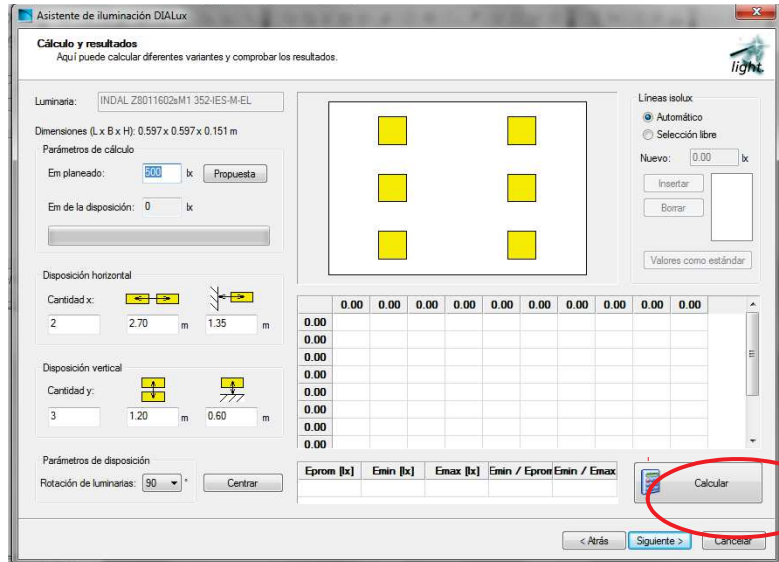 Asistente de iluminación DIALux
Cálculo y resultados
Aquí puede calcular diferentes variantes y comprobar los resultados.
light
Luminaria: INDAL Z8011602sM1 352-IES-M-EL
Dimensiones (L x B x H): 0.597 x 0.597 x 0.151 m
Parámetros de cálculo
Em planeado: 500 lx Propuesta
Em de la disposición: 0 lx
Disposición horizontal
Cantidad x:
2 2.70 m 1.35 m
Disposición vertical
Cantidad y:
3 1.20 m 0.60 m
Parámetros de disposición
Rotación de luminarias: 90 ° Centrar
Líneas isolux
Automático
Selección libre
Nuevo: 0.00 lx
Insertar
Borrar
Valores como estándar
0.00 0.00 0.00 0.00 0.00 0.00 0.00 0.00 0.00 0.00
0.00
0.00
0.00
0.00
0.00
0.00
0.00
0.00
Eprom [lx] Emin [lx] Emax [lx] Emin / Eprom Emin / Emax
Calcular
< Atrás Siguiente > Cancelar